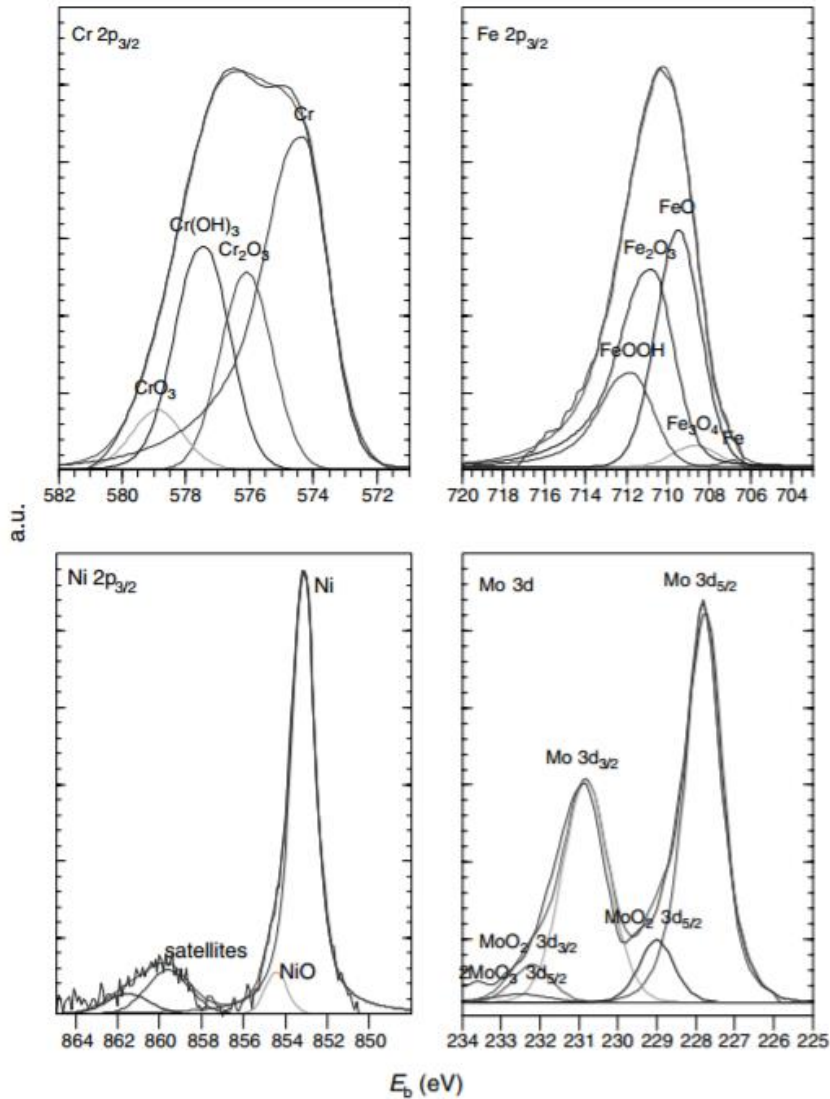 Cr 2p3/2
Cr
Cr(OH)3
Cr2O3
CrO3
582 580 578 576 574 572
Fe 2p3/2
FeO
Fe2O3
FeOOH
Fe3O4
Fe
720 718 716 714 712 710 708 706 704
a.u.
Ni 2p3/2
Ni
satellites
NiO
864 862 860 858 856 854 852 850
Mo 3d
Mo 3d5/2
Mo 3d3/2
MoO2 3d5/2
MoO2 3d3/2
2MoO3 3d5/2
234 233 232 231 230 229 228 227 226 225
Eb (eV)